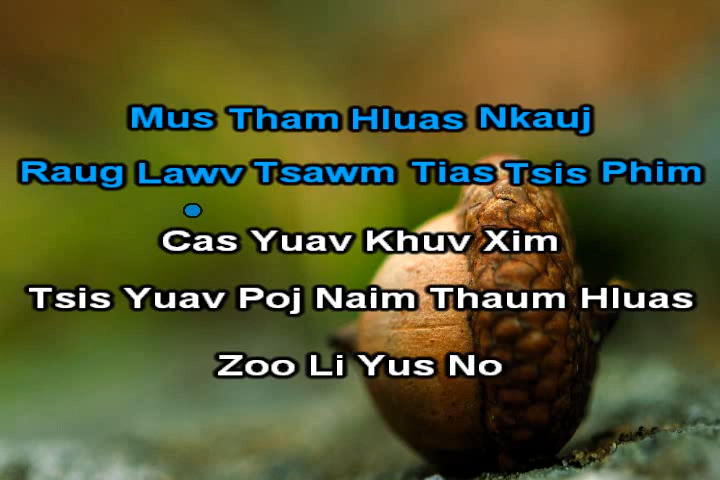 Mus Tham Hluas Nkauj
Raug Lawv Tsawm Tias Tsis Phim
Cas Yuav Khuv Xim
Tsis Yuav Poj Naim Thaum Hluas
Zoo Li Yus No